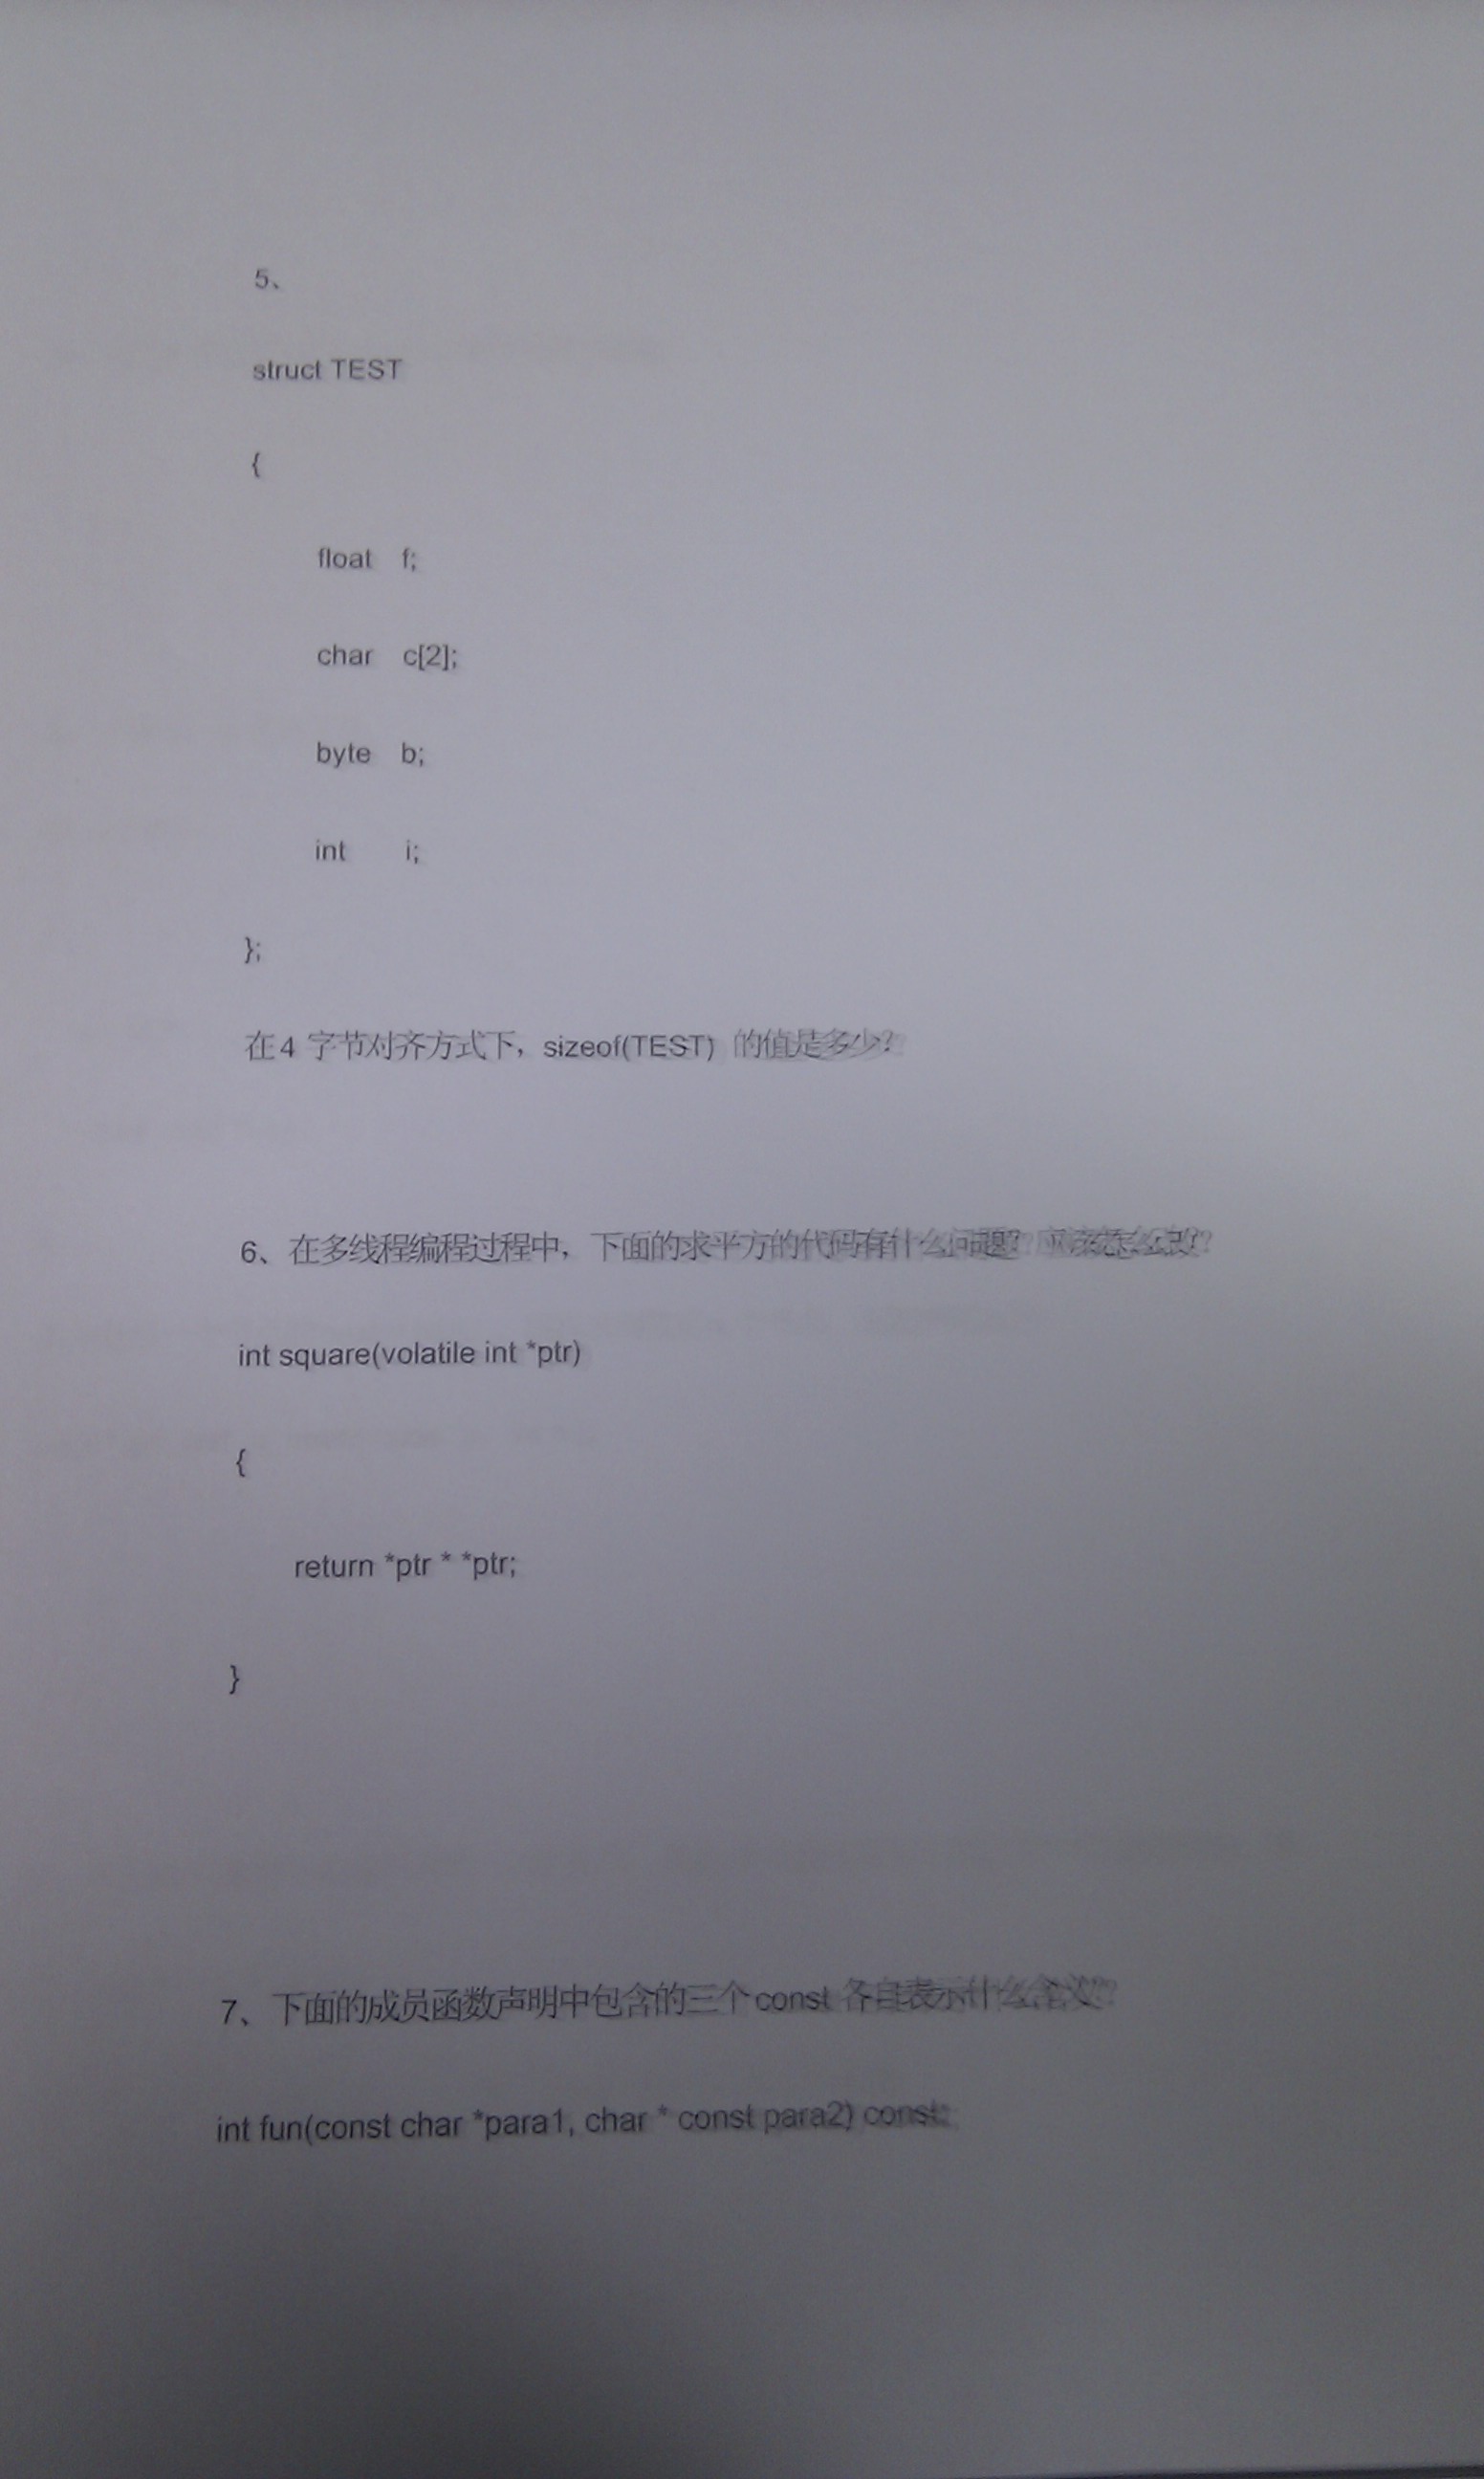 5、
struct TEST
{
float f;
char c[2];
byte b;
int i;
};
在4 字节对齐方式下，sizeof(TEST) 的值是多少？
6、在多线程编程过程中，下面的求平方的代码有什么问题？应该怎么改？
int square(volatile int *ptr)
{
return *ptr * *ptr;
}
7、下面的成员函数声明中包含的三个const 各自表示什么含义？
int fun(const char *para1, char * const para2) const;